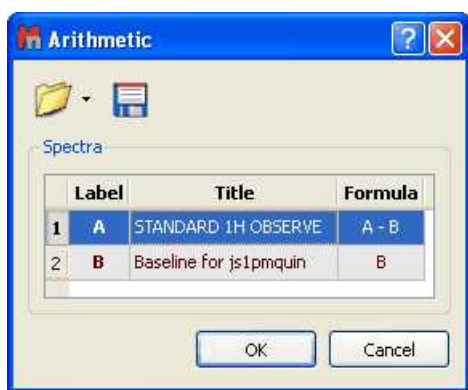 Arithmetic
Spectra
Label Title Formula
1 A STANDARD 1H OBSERVE A - B
2 B Baseline for js1pmquin B
OK Cancel